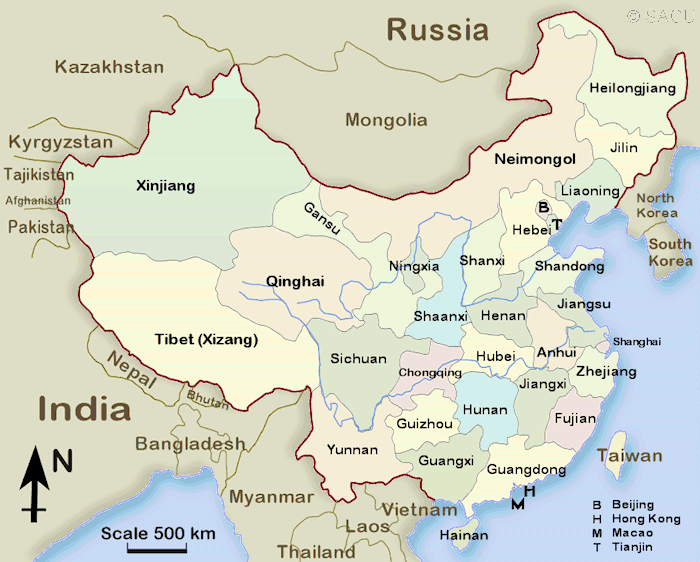 © SACU
Russia
Kazakhstan
Heilongjiang
Mongolia
Kyrgyzstan
Jilin
Neimongol
Tajikistan
Xinjiang
Liaoning
Afghanistan
North
Korea
Gansu
B
Pakistan
Hebei
T
South
Korea
Shanxi
Ningxia
Shandong
Qinghai
Jiangsu
Shaanxi
Henan
Tibet (Xizang)
Shanghai
Sichuan
Hubei
Anhui
Nepal
Chongqing
Zhejiang
Jiangxi
Bhutan
India
Hunan
Fujian
Guizhou
Bangladesh
Yunnan
Taiwan
N
Guangxi
Guangdong
H
M
Myanmar
Vietnam
Laos
Hainan
Thailand
Scale 500 km
B Beijing
H Hong Kong
M Macao
T Tianjin